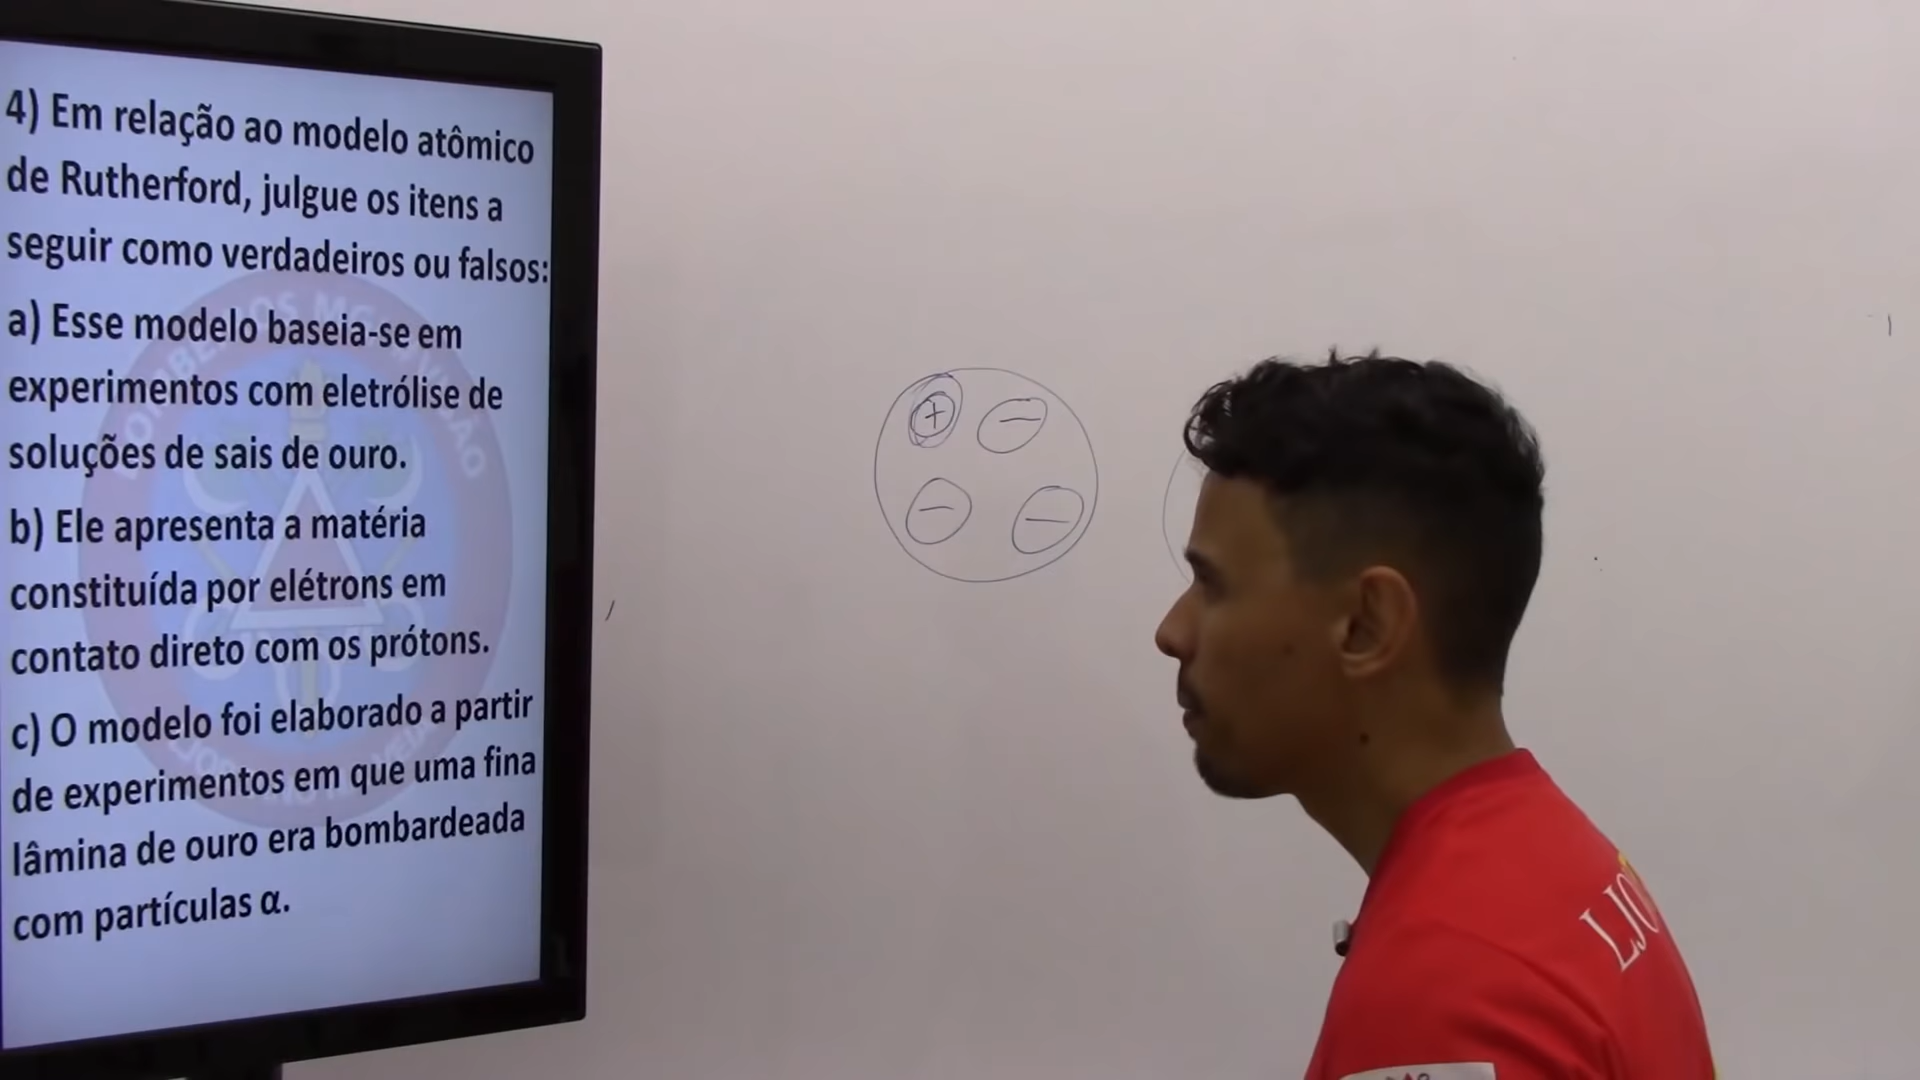 4) Em relação ao modelo atômico
de Rutherford, julgue os itens a
seguir como verdadeiros ou falsos:
a) Esse modelo baseia-se em
experimentos com eletrólise de
soluções de sais de ouro.
b) Ele apresenta a matéria
constituída por elétrons em
contato direto com os prótons.
c) O modelo foi elaborado a partir
de experimentos em que uma fina
lâmina de ouro era bombardeada
com partículas α.
+ −
− −